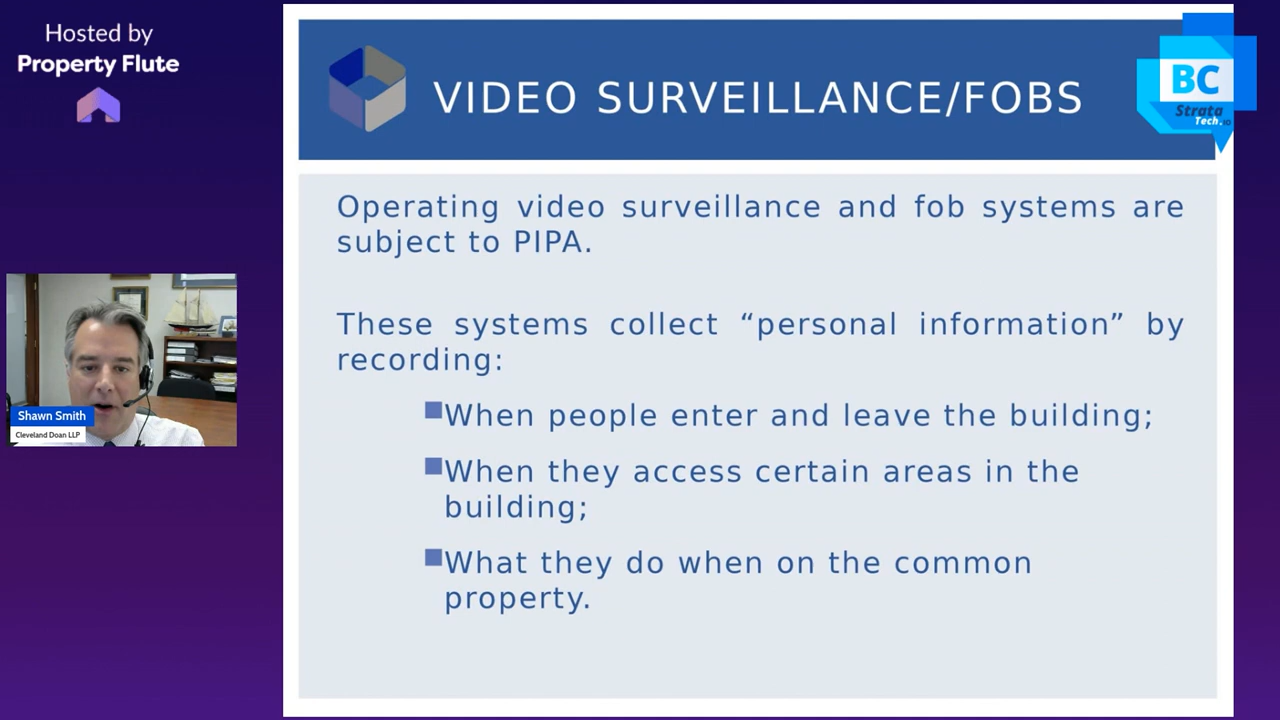 Hosted by
Property Flute
VIDEO SURVEILLANCE/FOBS
BC
Strata
Tech.IO
Operating video surveillance and fob systems are
subject to PIPA.
These systems collect “personal information” by
recording:
When people enter and leave the building;
When they access certain areas in the
building;
What they do when on the common
property.
Shawn Smith
Cleveland Doan LLP